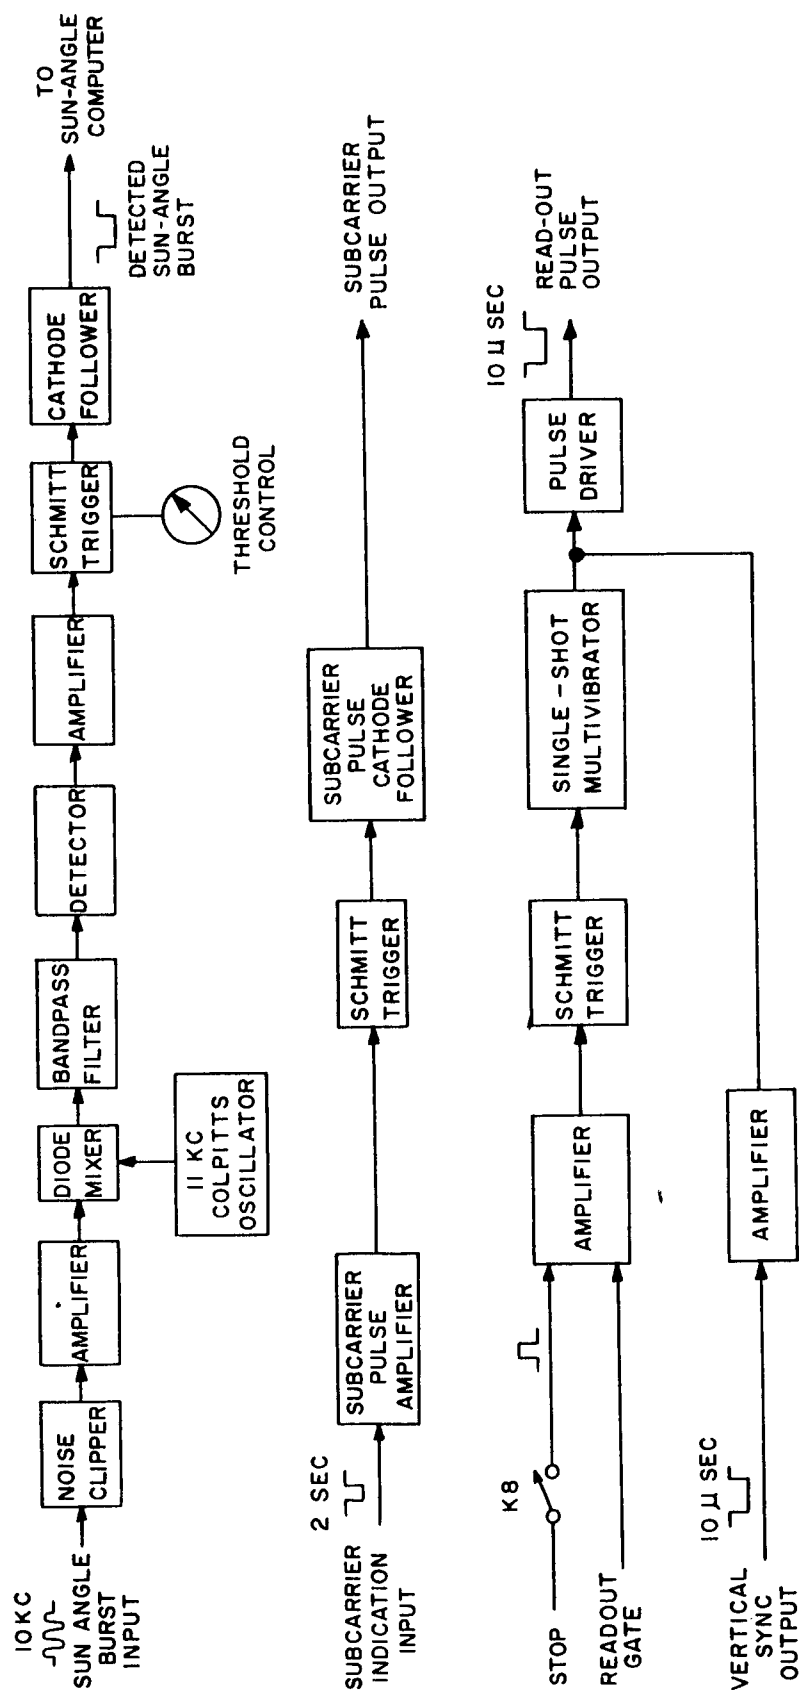 10KC
SUN ANGLE
BURST
INPUT
NOISE
CLIPPER
AMPLIFIER
DIODE
MIXER
11 KC
COLPITTS
OSCILLATOR
BANDPASS
FILTER
DETECTOR
AMPLIFIER
SCHMITT
TRIGGER
THRESHOLD
CONTROL
CATHODE
FOLLOWER
DETECTED
SUN-ANGLE
BURST
TO
SUN-ANGLE
COMPUTER
2 SEC
SUBCARRIER
INDICATION
INPUT
SUBCARRIER
PULSE
AMPLIFIER
SCHMITT
TRIGGER
SUBCARRIER
PULSE
CATHODE
FOLLOWER
SUBCARRIER
PULSE OUTPUT
K8
STOP
READOUT
GATE
AMPLIFIER
SCHMITT
TRIGGER
SINGLE-SHOT
MULTIVIBRATOR
PULSE
DRIVER
10 μ SEC
READ-OUT
PULSE
OUTPUT
10 μ SEC
VERTICAL
SYNC
OUTPUT
AMPLIFIER